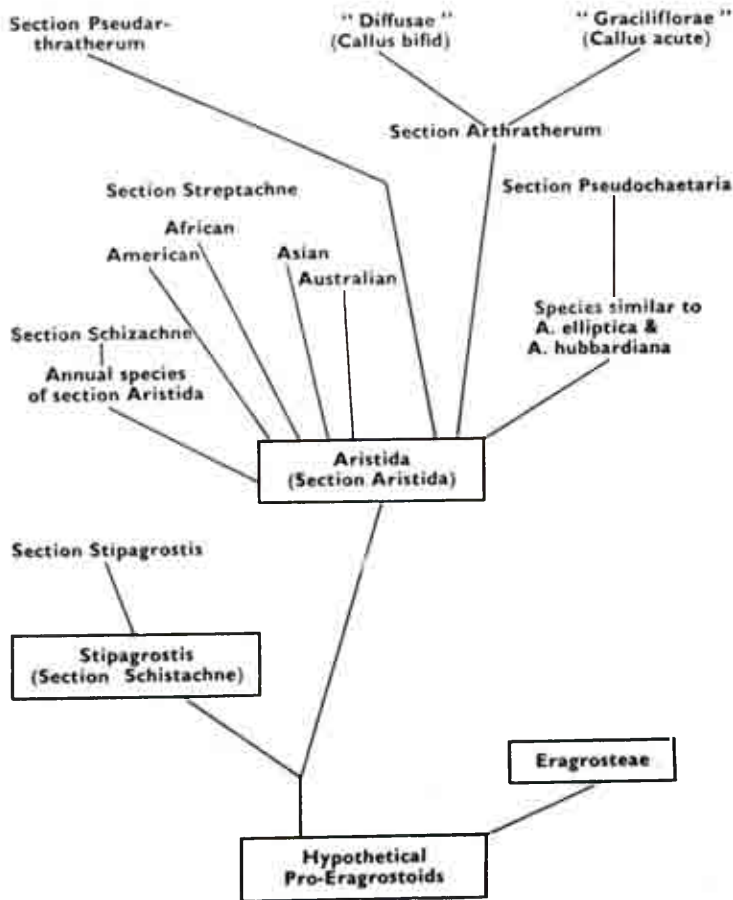 Section Pseudar-
thratherum
" Diffusae "
(Callus bifid)
" Graciliflorae "
(Callus acute)
Section Arthratherum
Section Streptachne
Section Pseudochaetaria
African
American
Asian
Australian
Species similar to
A. elliptica &
A. hubbardiana
Section Schizachne
Annual species
of section Aristida
Aristida
(Section Aristida)
Section Stipagrostis
Stipagrostis
(Section Schistachne)
Eragrosteae
Hypothetical
Pro-Eragrostoids